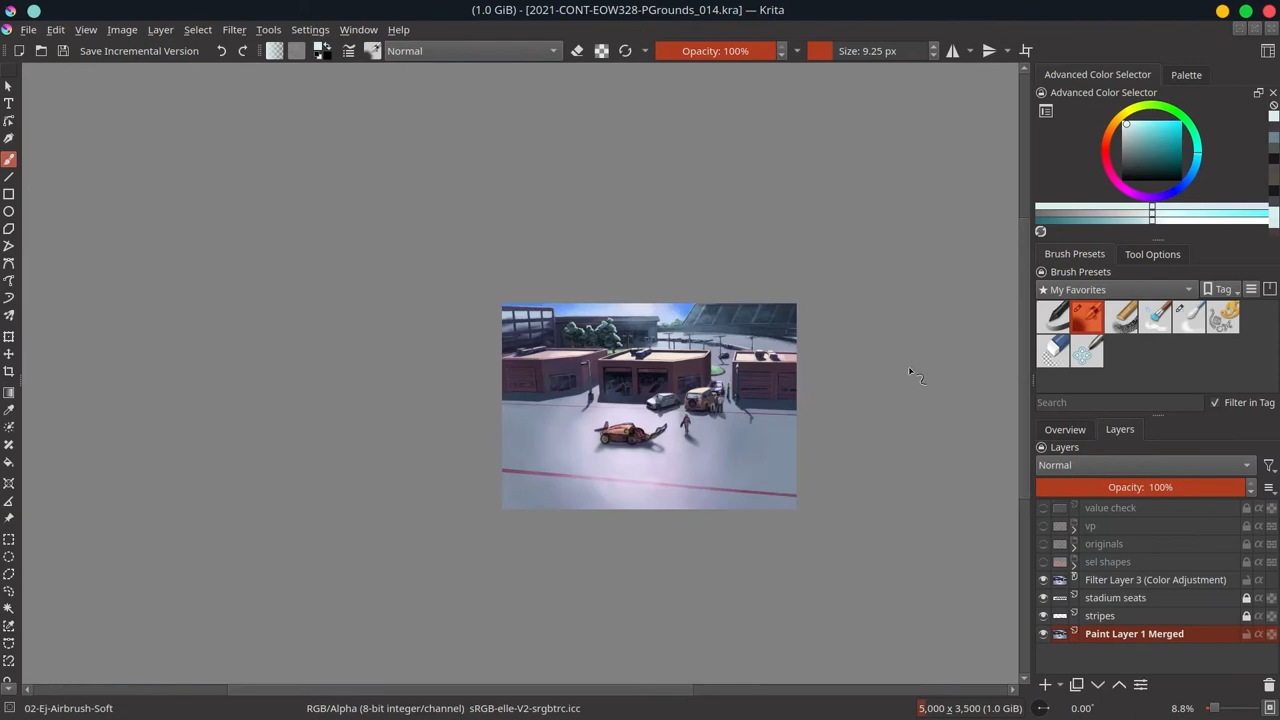 (1.0 GiB) - [2021-CONT-EOW328-PGrounds_014.kra] — Krita
File Edit View Image Layer Select Filter Tools Settings Window Help
Save Incremental Version Normal Opacity: 100% Size: 9.25 px
Advanced Color Selector Palette
Advanced Color Selector
Brush Presets Tool Options
Brush Presets
★ My Favorites Tag
Search Filter in Tag
Overview Layers
Layers
Normal
Opacity: 100%
value check
vp
originals
sel shapes
Filter Layer 3 (Color Adjustment)
stadium seats
stripes
Paint Layer 1 Merged
02-Ej-Airbrush-Soft RGB/Alpha (8-bit integer/channel) sRGB-elle-V2-srgbtrc.icc 5,000 x 3,500 (1.0 GiB) 0.00° 8.8%